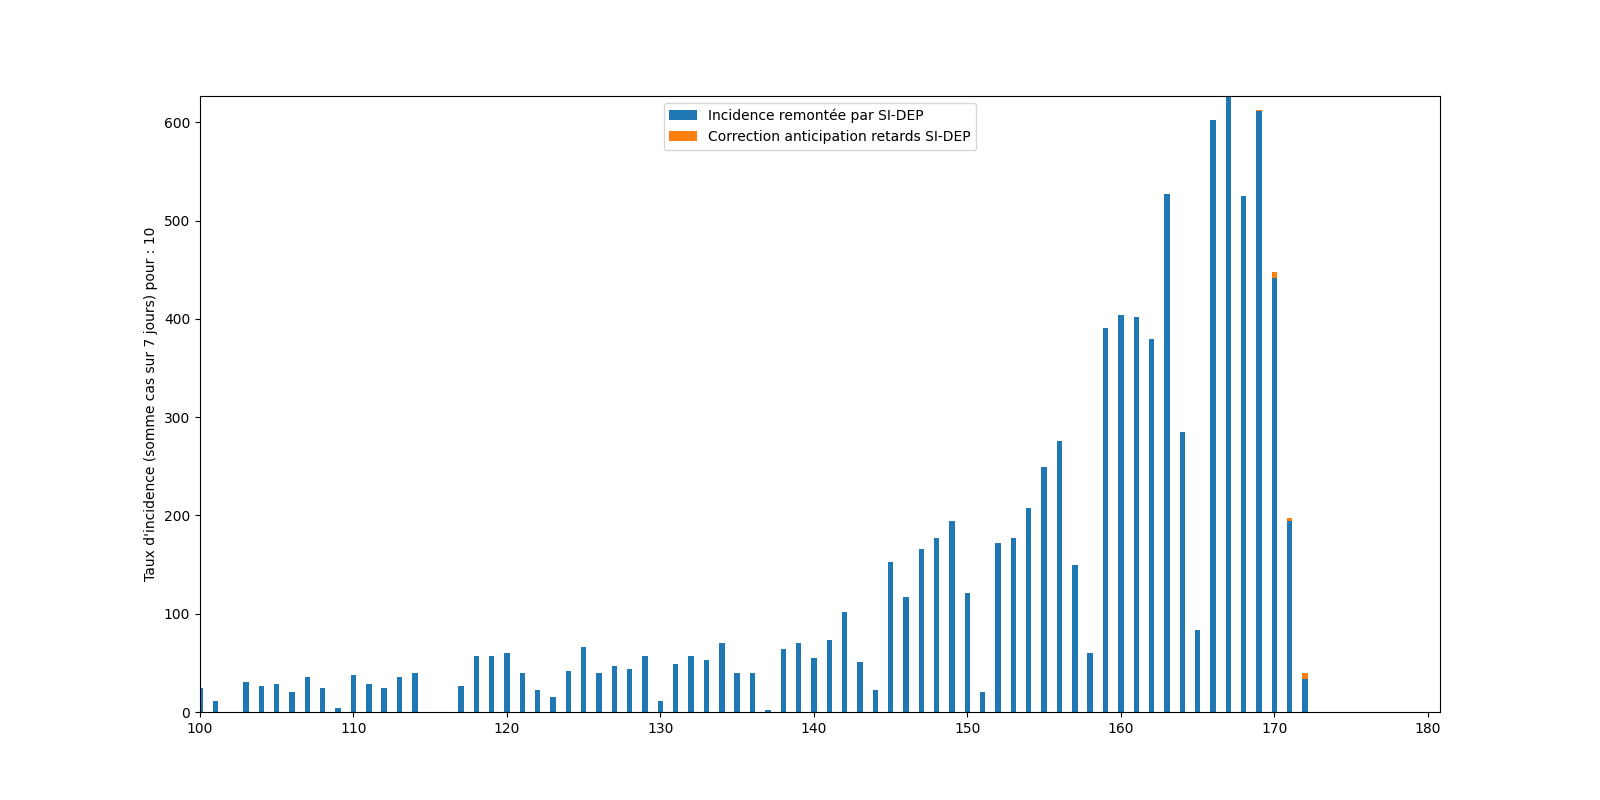 Incidence remontée par SI-DEP
Correction anticipation retards SI-DEP
Taux d'incidence (somme cas sur 7 jours) pour : 10
600
500
400
300
200
100
0
100 110 120 130 140 150 160 170 180